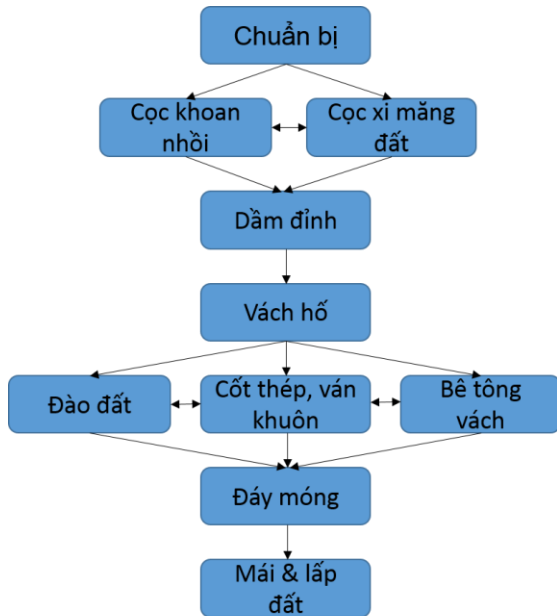 Chuẩn bị
Cọc khoan
nhồi
Cọc xi măng
đất
Dầm đỉnh
Vách hố
Đào đất
Cốt thép, ván
khuôn
Bê tông
vách
Đáy móng
Mái & lấp
đất